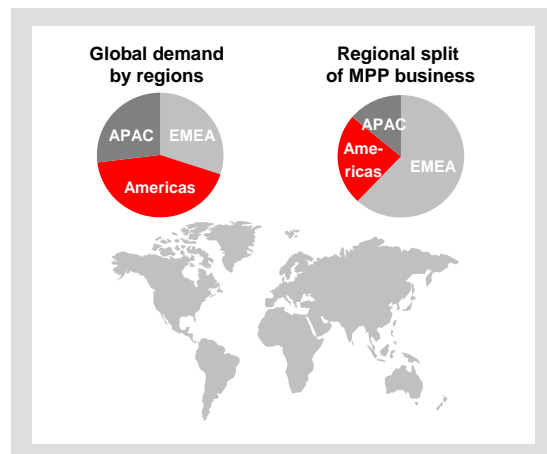 Global demand
by regions
Regional split
of MPP business
APAC
EMEA
Americas
APAC
Ame-
ricas
EMEA